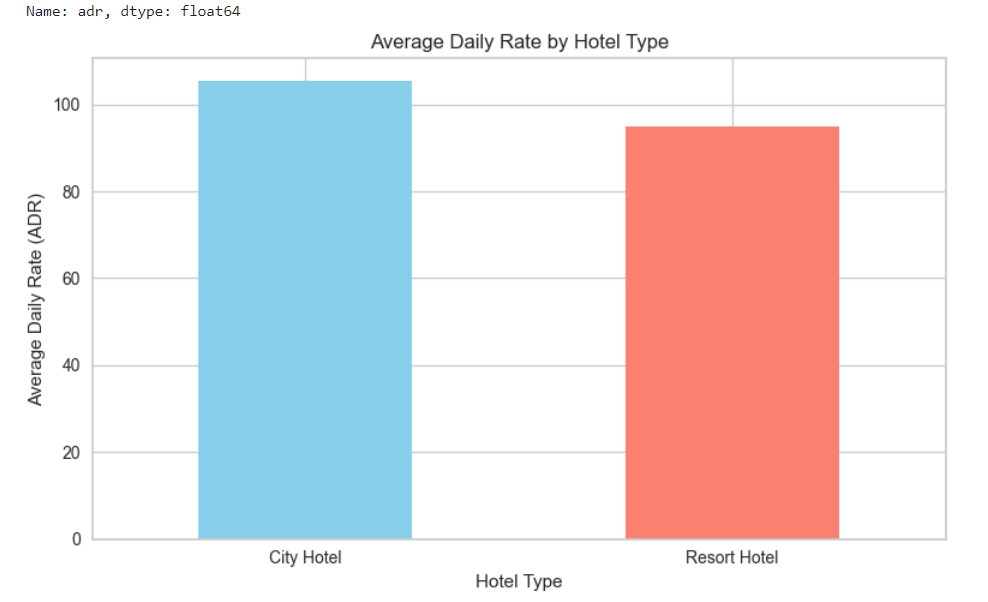 Name: adr, dtype: float64
Average Daily Rate by Hotel Type
100
80
60
40
20
0
Average Daily Rate (ADR)
City Hotel
Resort Hotel
Hotel Type